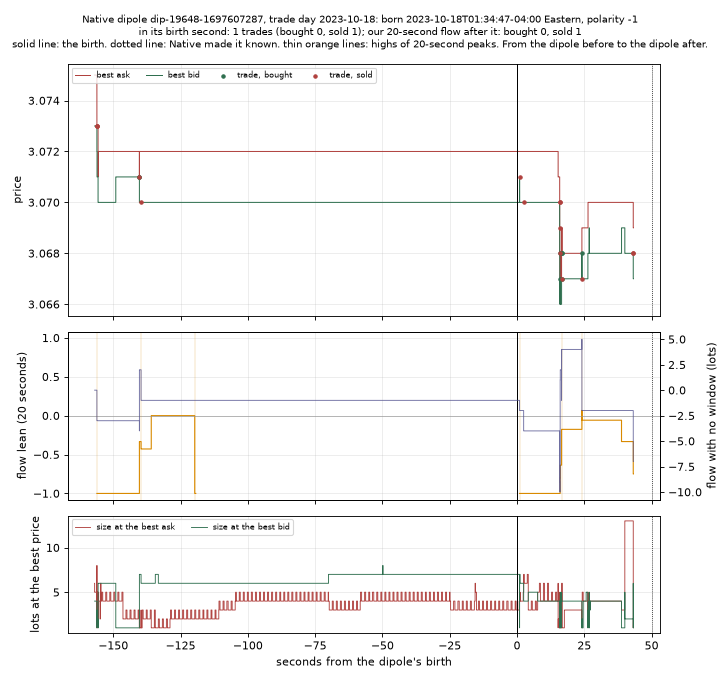 Native dipole dip-19648-1697607287, trade day 2023-10-18: born 2023-10-18T01:34:47-04:00 Eastern, polarity -1
in its birth second: 1 trades (bought 0, sold 1); our 20-second flow after it: bought 0, sold 1
solid line: the birth. dotted line: Native made it known. thin orange lines: highs of 20-second peaks. From the dipole before to the dipole after.
best ask
best bid
trade, bought
trade, sold
price
3.074
3.072
3.070
3.068
3.066
flow lean (20 seconds)
1.0
0.5
0.0
−0.5
−1.0
5.0
2.5
0.0
−2.5
−5.0
−7.5
−10.0
flow with no window (lots)
size at the best ask
size at the best bid
lots at the best price
10
5
−150
−125
−100
−75
−50
−25
0
25
50
seconds from the dipole's birth